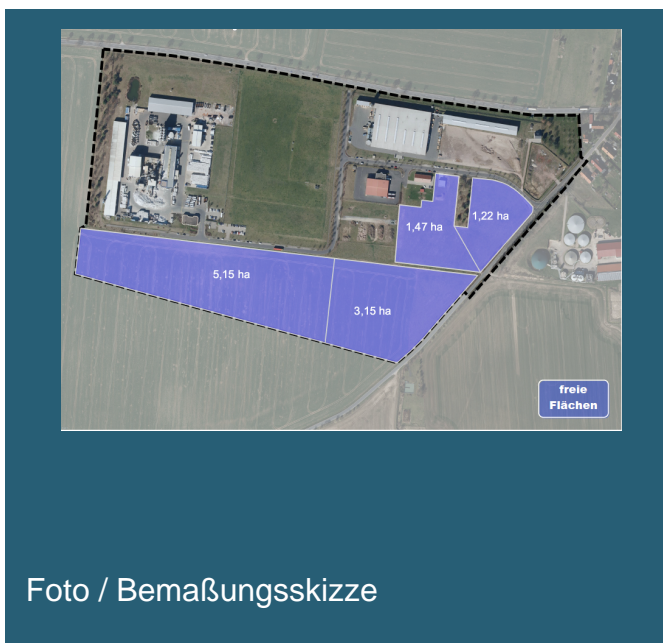 1,47 ha
1,22 ha
5,15 ha
3,15 ha
freie
Flächen
Foto / Bemaßungsskizze